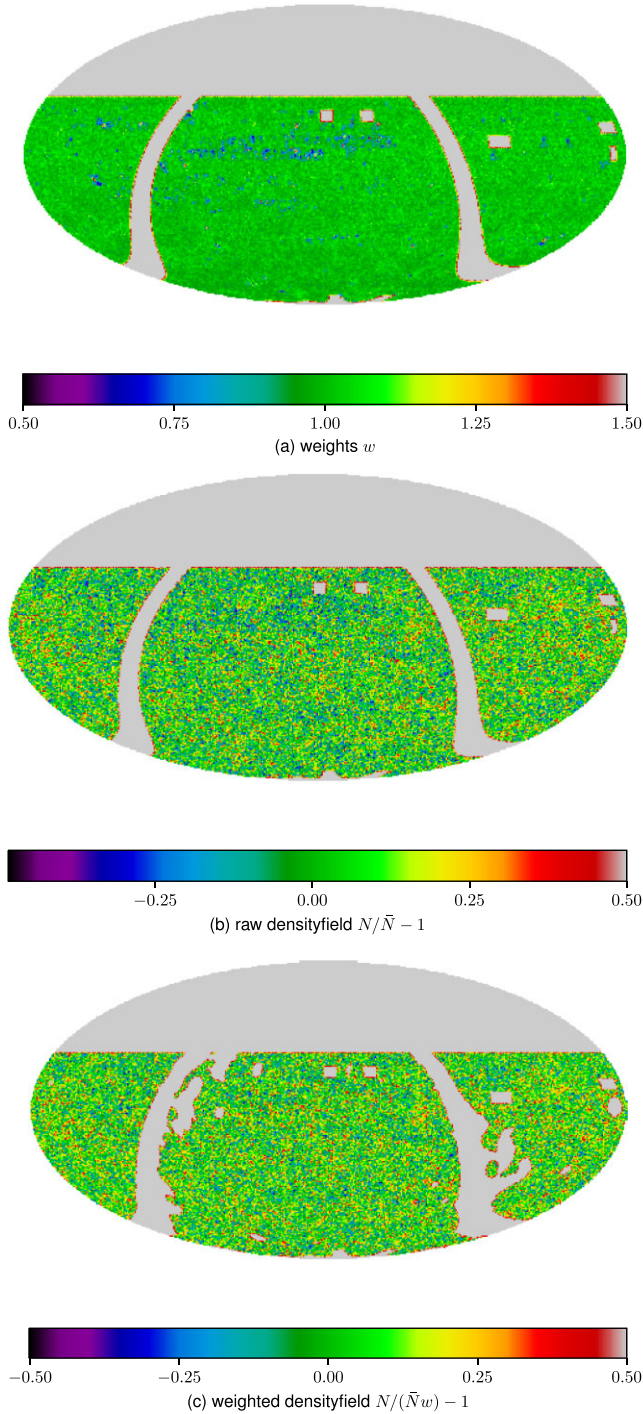 0.50 0.75 1.00 1.25 1.50
(a) weights w
−0.25 0.00 0.25 0.50
(b) raw densityfield N/N̄ − 1
−0.50 −0.25 0.00 0.25 0.50
(c) weighted densityfield N/(N̄w) − 1